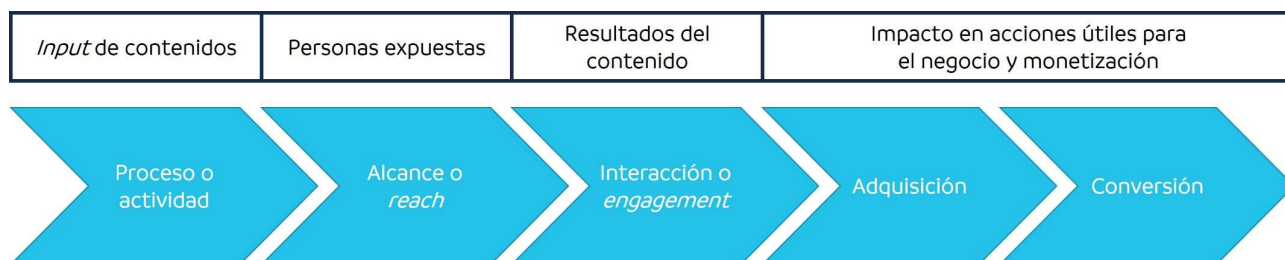 Input de contenidos
Personas expuestas
Resultados del
contenido
Impacto en acciones útiles para
el negocio y monetización
Proceso o
actividad
Alcance o
reach
Interacción o
engagement
Adquisición
Conversión